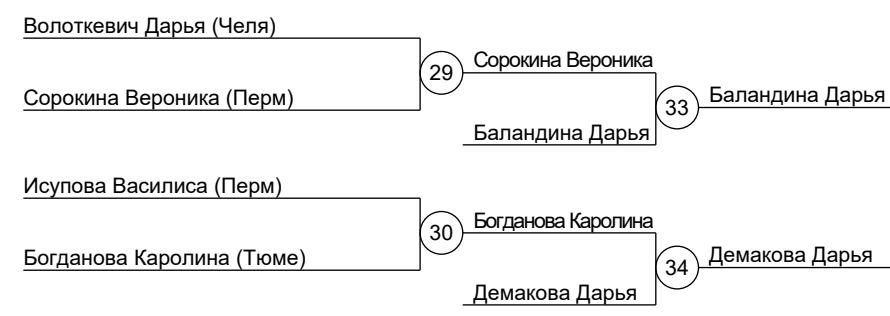 Волоткевич Дарья (Челя)
Сорокина Вероника
29
Баландина Дарья
Сорокина Вероника (Перм)
33
Баландина Дарья
Исупова Василиса (Перм)
Богданова Каролина
30
Демакова Дарья
Богданова Каролина (Тюме)
34
Демакова Дарья